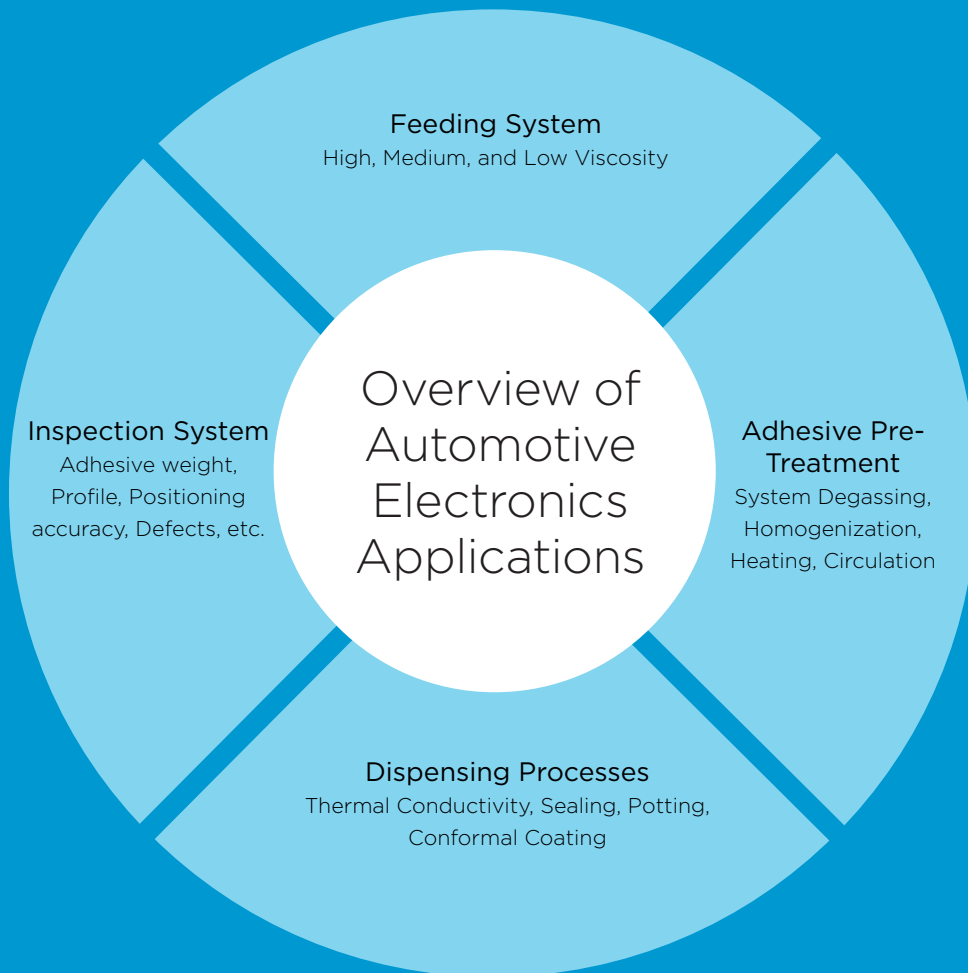 Feeding System
High, Medium, and Low Viscosity
Overview of
Automotive
Electronics
Applications
Inspection System
Adhesive weight,
Profile, Positioning
accuracy, Defects, etc.
Adhesive Pre-
Treatment
System Degassing,
Homogenization,
Heating, Circulation
Dispensing Processes
Thermal Conductivity, Sealing, Potting,
Conformal Coating